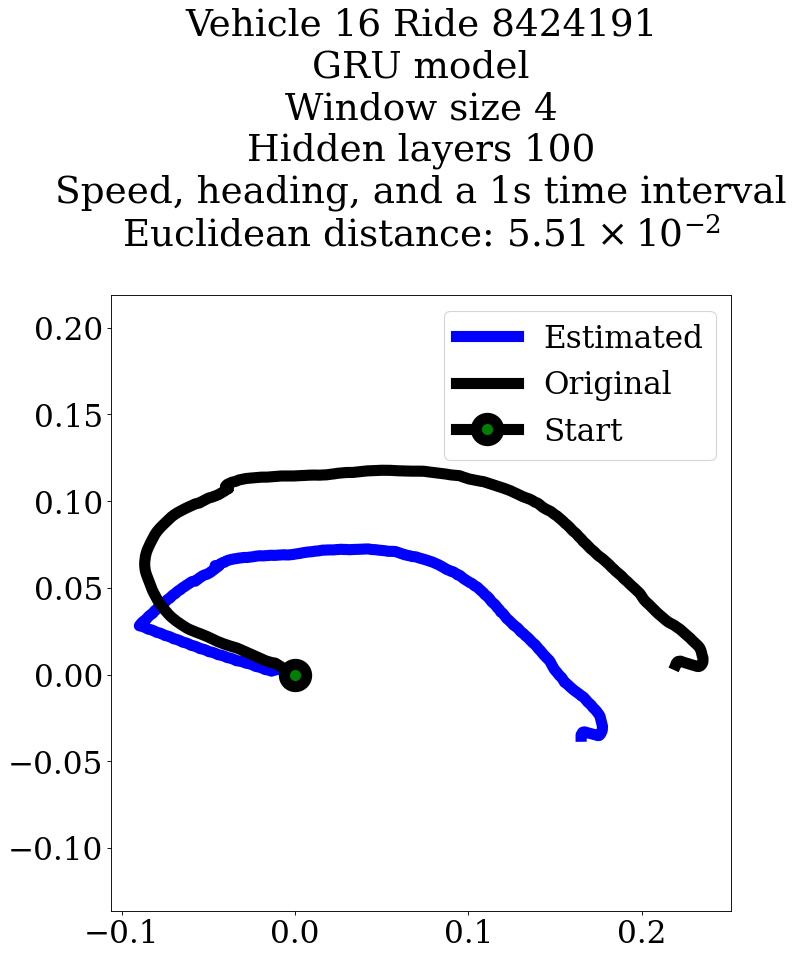 Vehicle 16 Ride 8424191
GRU model
Window size 4
Hidden layers 100
Speed, heading, and a 1s time interval
Euclidean distance: 5.51 × 10⁻²
Estimated
Original
Start
0.20
0.15
0.10
0.05
0.00
−0.05
−0.10
−0.1 0.0 0.1 0.2